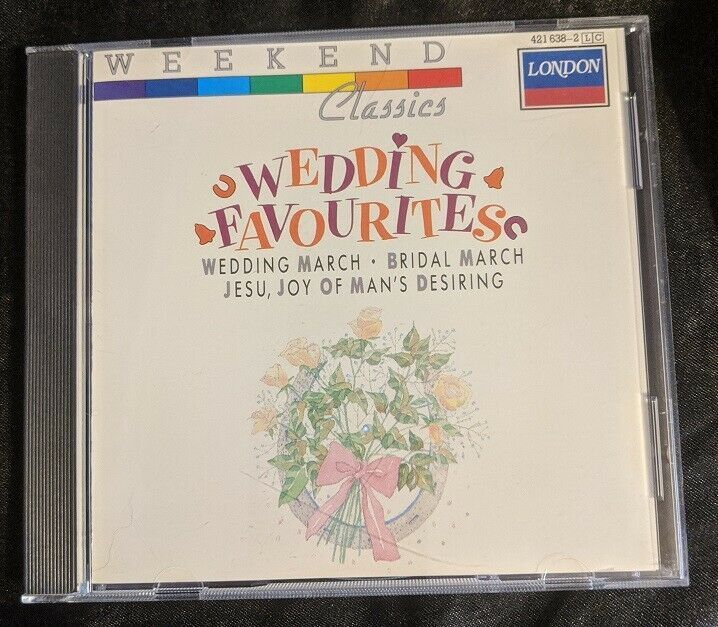 WEEKEND
Classics
421 638-2 LC
LONDON
WEDDING
FAVOURITES
WEDDING MARCH · BRIDAL MARCH
JESU, JOY OF MAN'S DESIRING